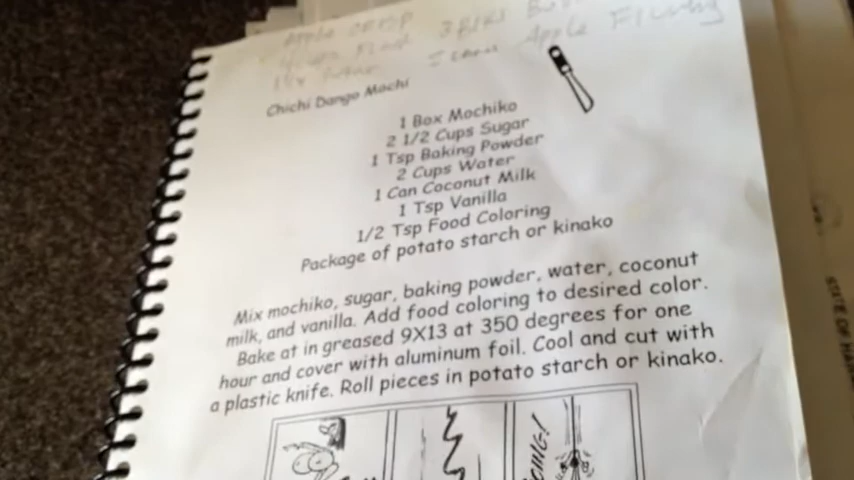 Apple
Apple
Chichi Dango Mochi
1 Box Mochiko
2 1/2 Cups Sugar
1 Tsp Baking Powder
2 Cups Water
1 Can Coconut Milk
1 Tsp Vanilla
1/2 Tsp Food Coloring
Package of potato starch or kinako
Mix mochiko, sugar, baking powder, water, coconut
milk, and vanilla. Add food coloring to desired color.
Bake at in greased 9X13 at 350 degrees for one
hour and cover with aluminum foil. Cool and cut with
a plastic knife. Roll pieces in potato starch or kinako.
STATE OF